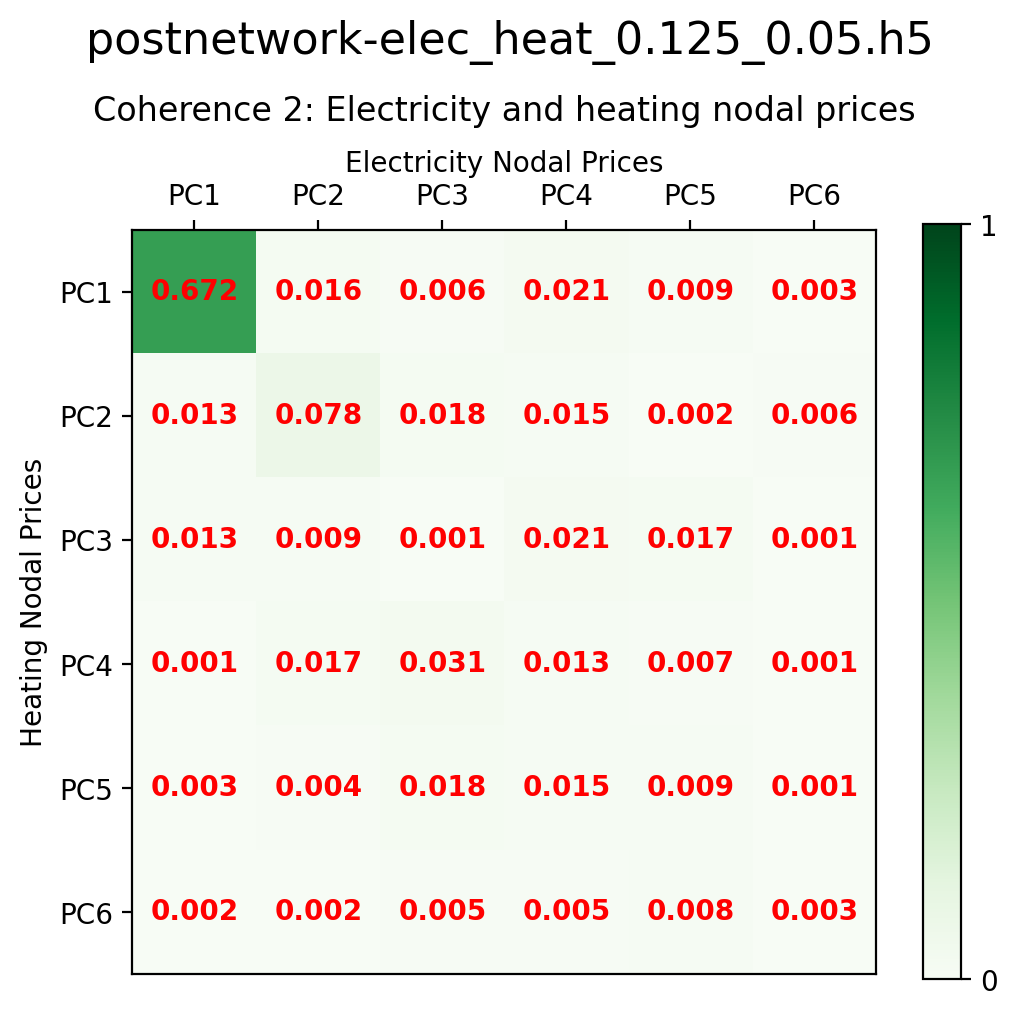 postnetwork-elec_heat_0.125_0.05.h5
Coherence 2: Electricity and heating nodal prices
Electricity Nodal Prices
PC1 PC2 PC3 PC4 PC5 PC6
Heating Nodal Prices
PC1 0.672 0.016 0.006 0.021 0.009 0.003
PC2 0.013 0.078 0.018 0.015 0.002 0.006
PC3 0.013 0.009 0.001 0.021 0.017 0.001
PC4 0.001 0.017 0.031 0.013 0.007 0.001
PC5 0.003 0.004 0.018 0.015 0.009 0.001
PC6 0.002 0.002 0.005 0.005 0.008 0.003
1
0